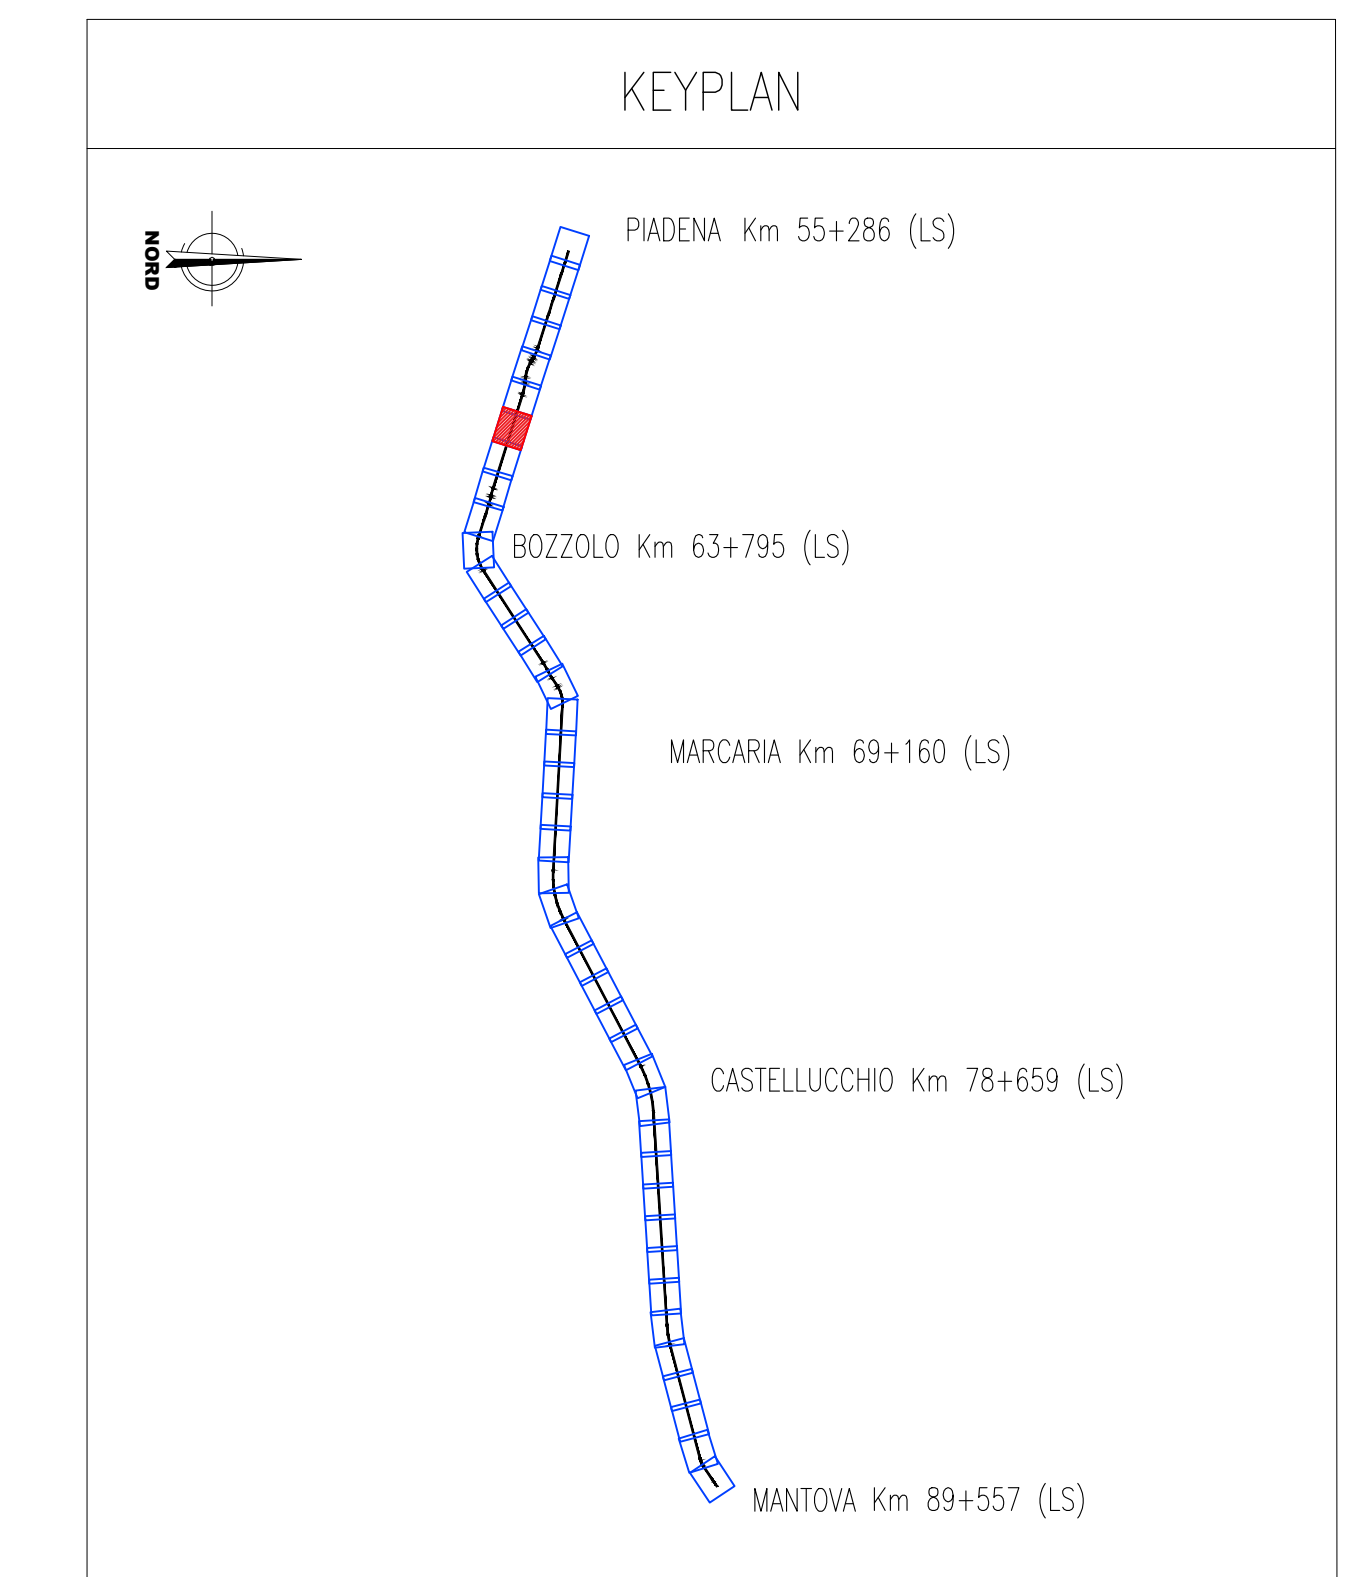 KEYPLAN
NORD
PIADENA Km 55+286 (LS)
BOZZOLO Km 63+795 (LS)
MARCARIA Km 69+160 (LS)
CASTELLUCCHIO Km 78+659 (LS)
MANTOVA Km 89+557 (LS)